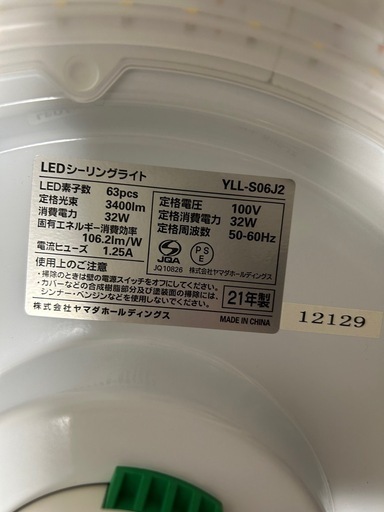 LEDシーリングライト YLL-S06J2
LED素子数 63pcs
定格光束 3400lm
消費電力 32W
固有エネルギー消費効率
106.2lm/W
電流ヒューズ 1.25A
定格電圧 100V
定格消費電力 32W
定格周波数 50-60Hz
JQA
JQ10826
P S
E
株式会社ヤマダホールディングス
使用上のご注意
・掃除のときは壁の電源スイッチをオフにしてください。
・カバーなどの合成樹脂部分及び塗装面の掃除には、
シンナー・ベンジンなどを使用しないでください。
株式会社ヤマダホールディングス
21年製
MADE IN CHINA
12129